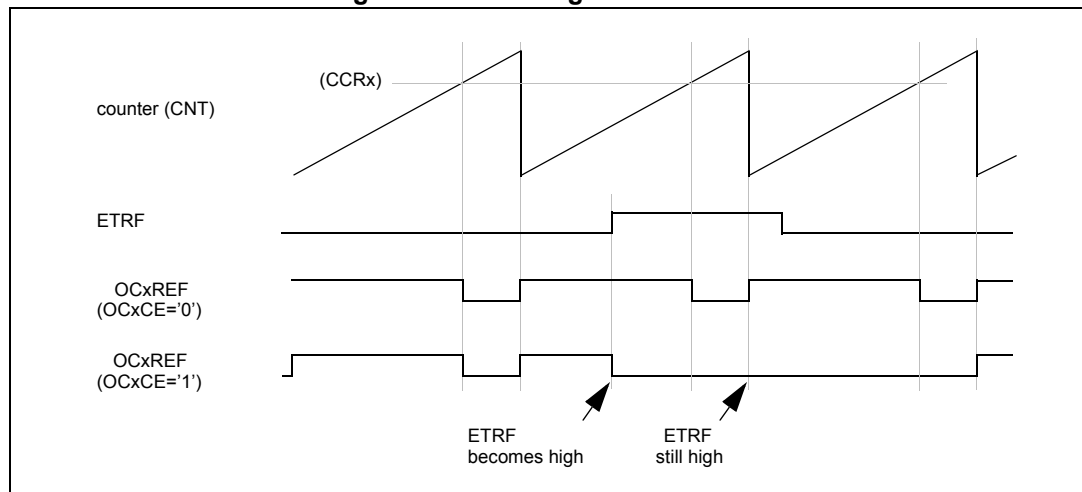 (CCRx)
counter (CNT)
ETRF
OCxREF
(OCxCE='0')
OCxREF
(OCxCE='1')
ETRF
becomes high
ETRF
still high